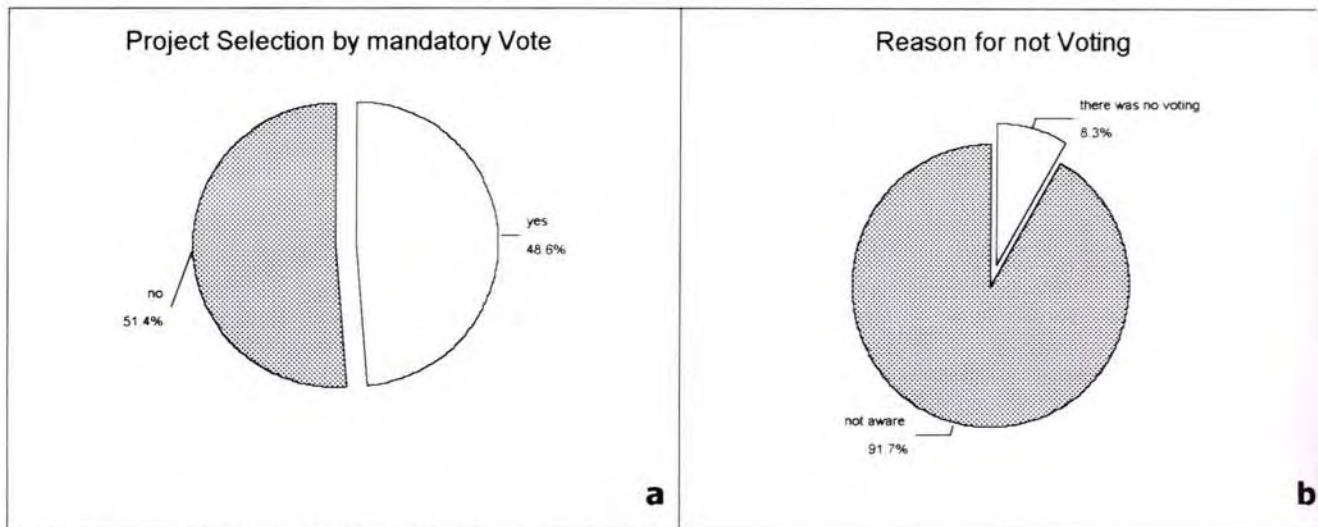 Project Selection by mandatory Vote
yes
48.6%
no
51.4%
a
Reason for not Voting
there was no voting
8.3%
not aware
91.7%
b